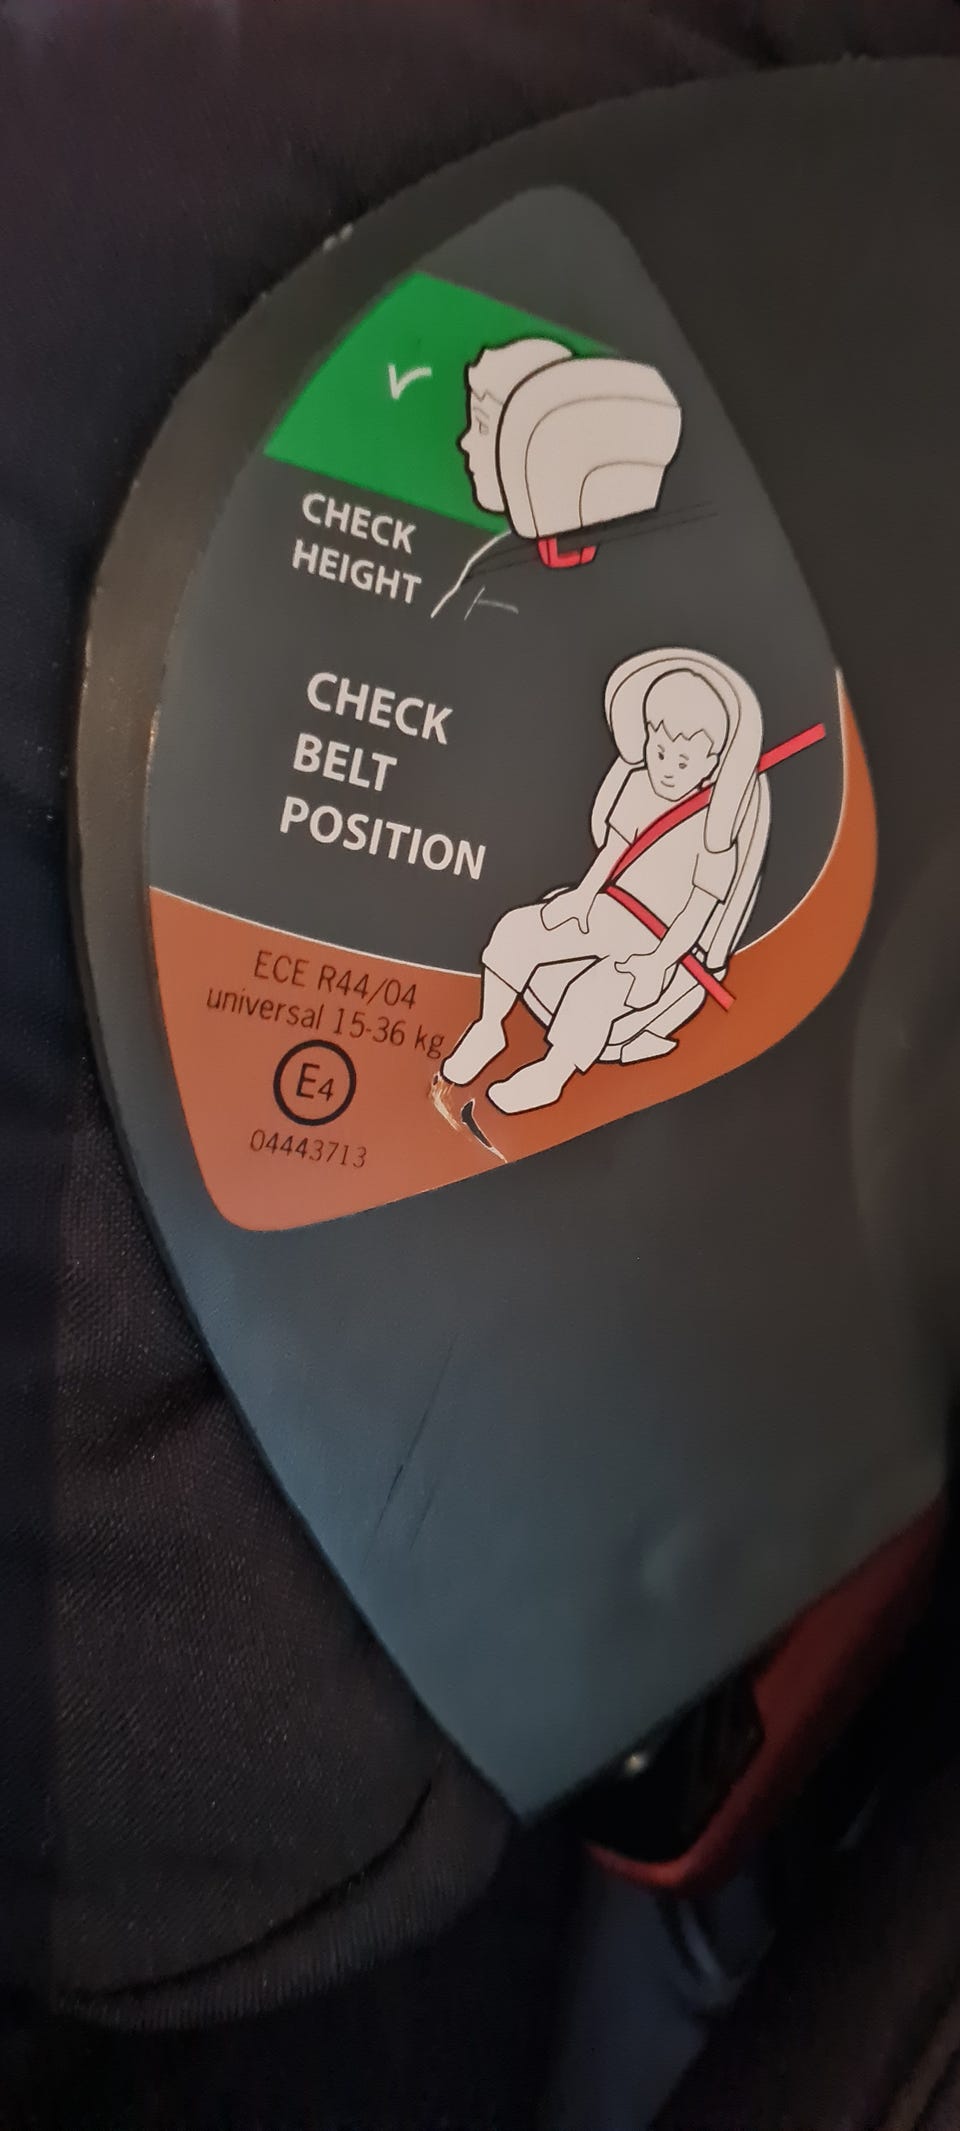 CHECK
HEIGHT
CHECK
BELT
POSITION
ECE R44/04
universal 15-36 kg
E4
04443713